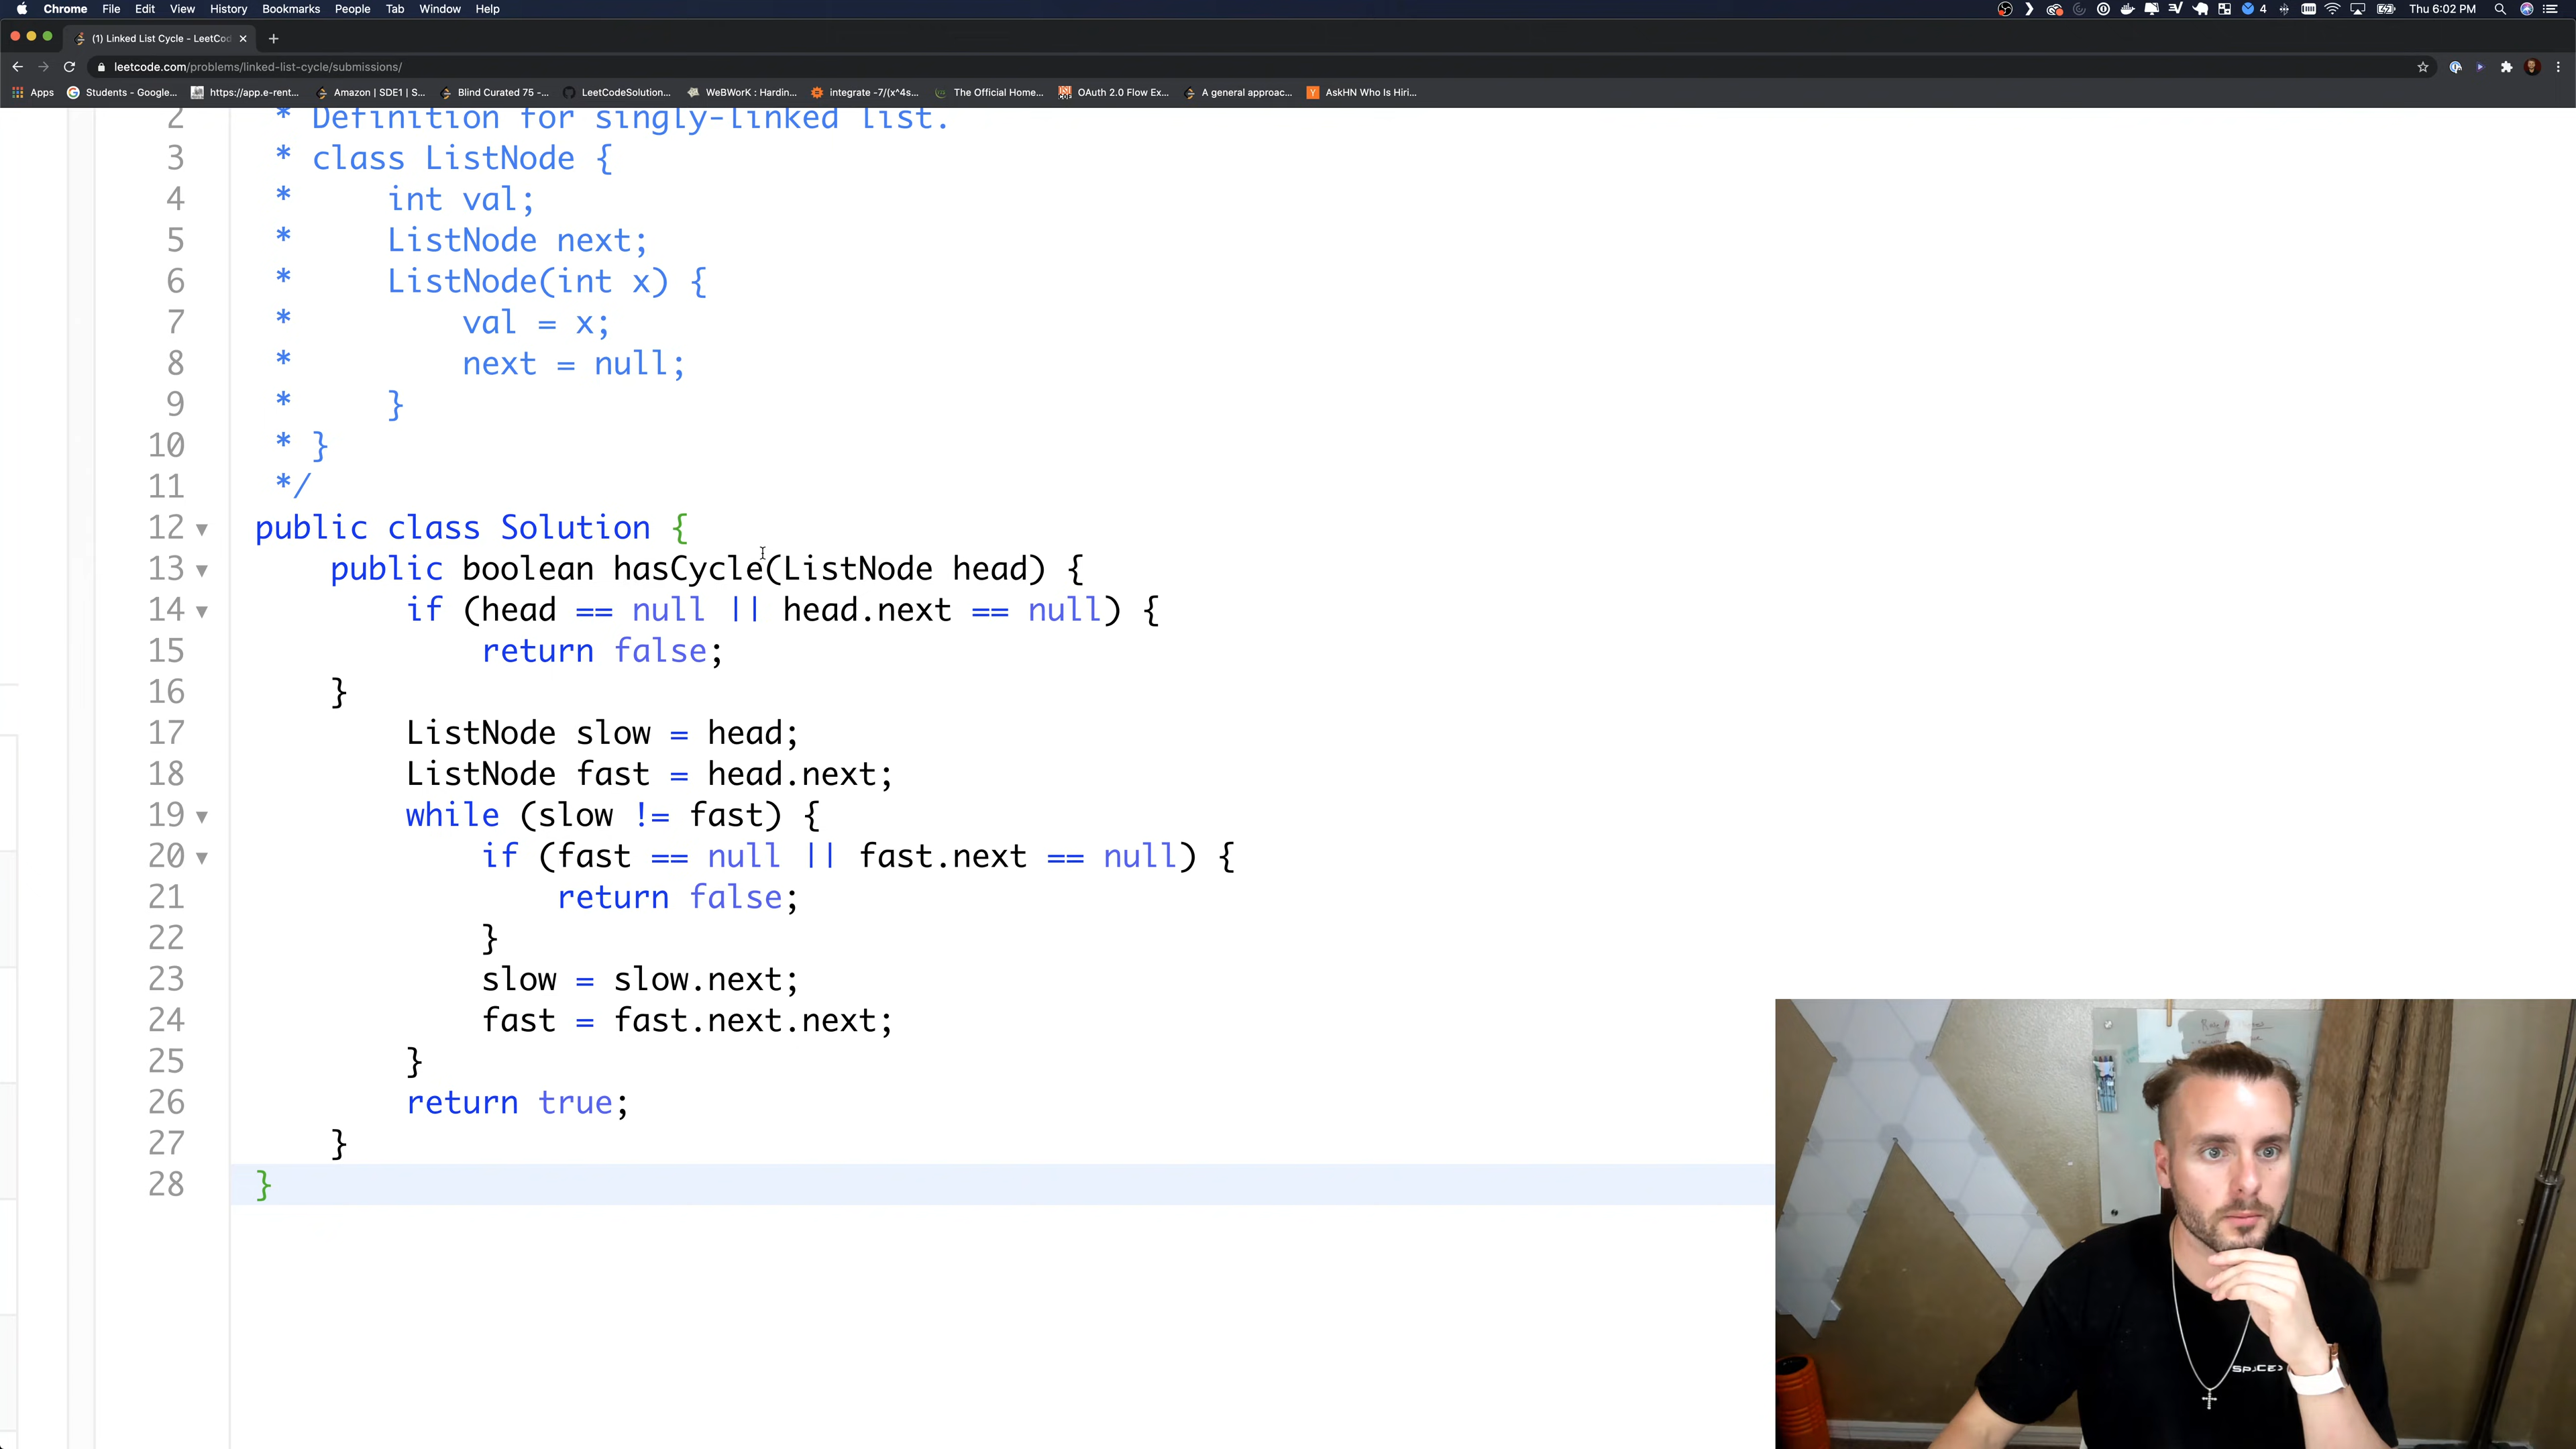 Chrome File Edit View History Bookmarks People Tab Window Help
4 Thu 6:02 PM
(1) Linked List Cycle - LeetCod
leetcode.com/problems/linked-list-cycle/submissions/
Apps Students - Google... https://app.e-rent... Amazon | SDE1 | S... Blind Curated 75 -... LeetCodeSolution... WeBWorK : Hardin... integrate -7/(x^4s... The Official Home... OAuth 2.0 Flow Ex... A general approac... AskHN Who Is Hiri...
2 * Definition for singly-linked list.
3 * class ListNode {
4 * int val;
5 * ListNode next;
6 * ListNode(int x) {
7 * val = x;
8 * next = null;
9 * }
10 * }
11 */
12 public class Solution {
13 public boolean hasCycle(ListNode head) {
14 if (head == null || head.next == null) {
15 return false;
16 }
17 ListNode slow = head;
18 ListNode fast = head.next;
19 while (slow != fast) {
20 if (fast == null || fast.next == null) {
21 return false;
22 }
23 slow = slow.next;
24 fast = fast.next.next;
25 }
26 return true;
27 }
28 }